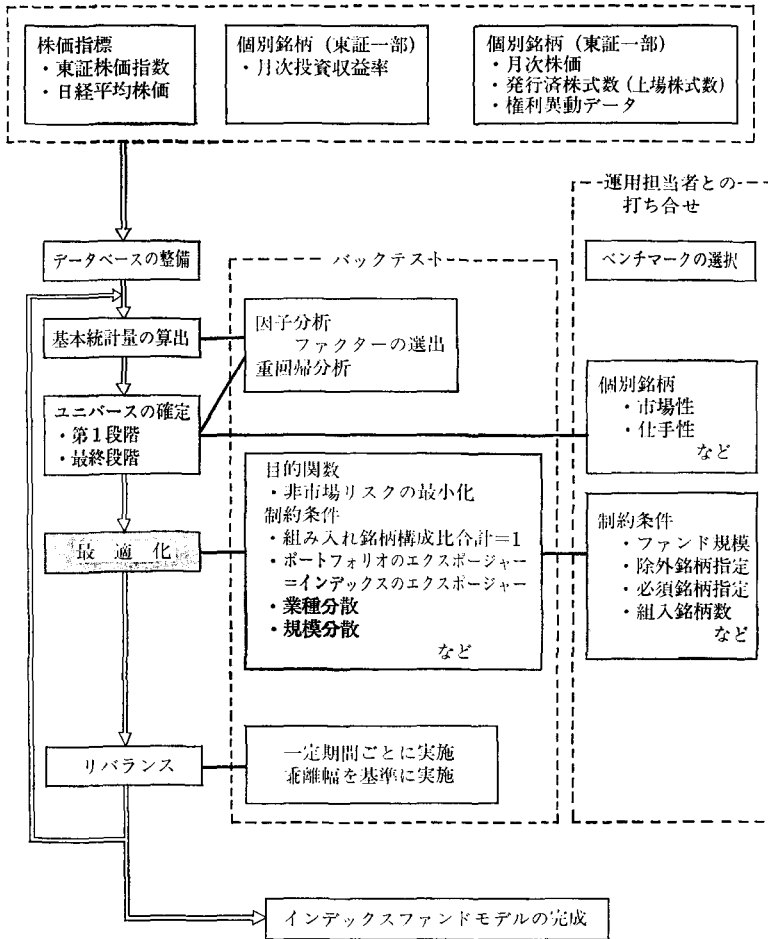 株価指標
・東証株価指数
・日経平均株価
個別銘柄（東証一部）
・月次投資収益率
個別銘柄（東証一部）
・月次株価
・発行済株式数（上場株式数）
・権利異動データ
運用担当者との
打ち合せ
データベースの整備
バックテスト
ベンチマークの選択
基本統計量の算出
因子分析
ファクターの選出
重回帰分析
ユニバースの確定
・第1段階
・最終段階
個別銘柄
・市場性
・仕手性
など
目的関数
・非市場リスクの最小化
制約条件
・組み入れ銘柄構成比合計＝1
・ポートフォリオのエクスポージャー
＝インデックスのエクスポージャー
・業種分散
・規模分散
など
最適化
制約条件
・ファンド規模
・除外銘柄指定
・必須銘柄指定
・組入銘柄数
など
リバランス
一定期間ごとに実施
乖離幅を基準に実施
インデックスファンドモデルの完成